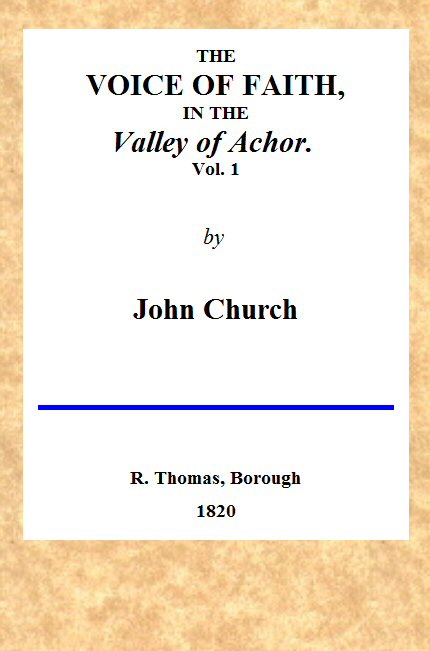 THE
VOICE OF FAITH,
IN THE
Valley of Achor.
Vol. 1
by
John Church
R. Thomas, Borough
1820